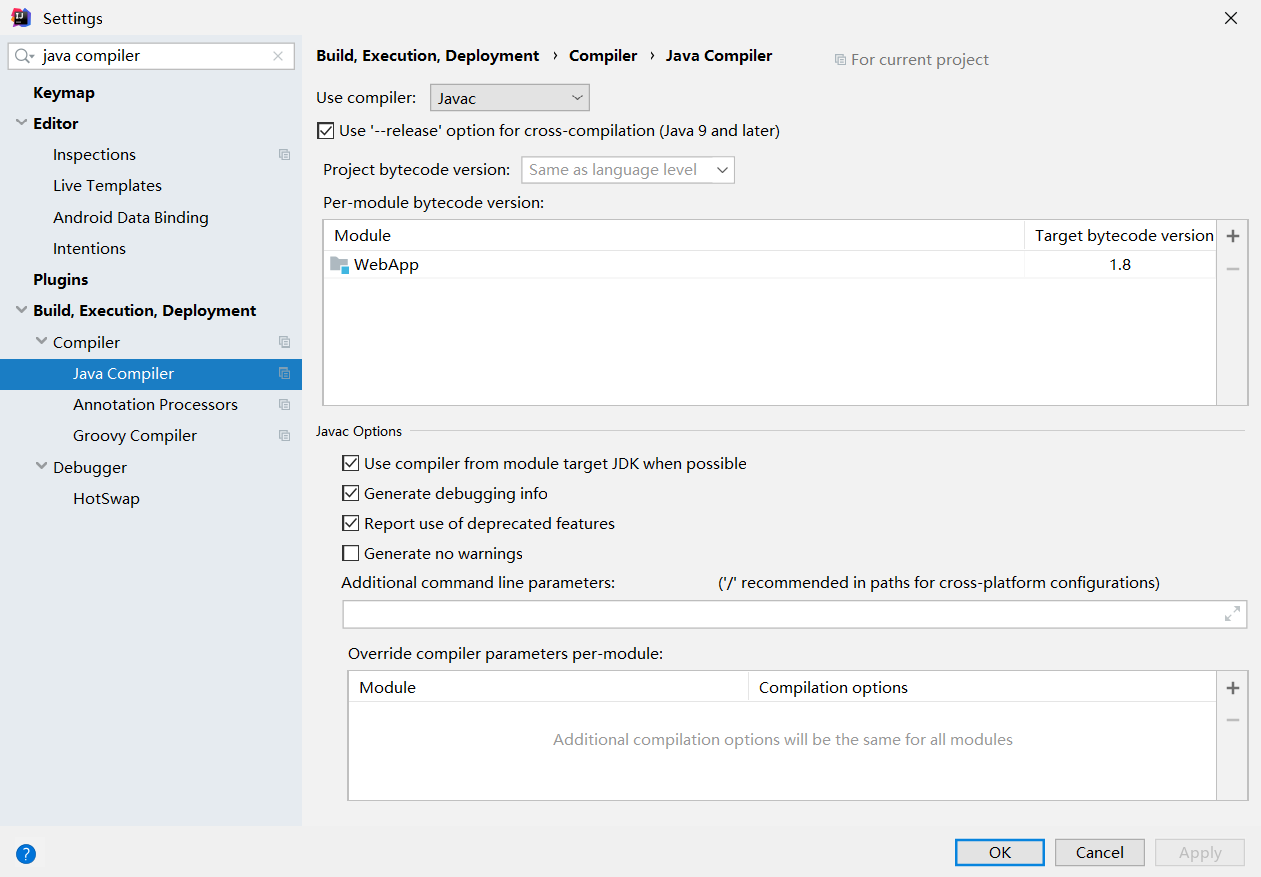 Settings
java compiler
Keymap
Editor
Inspections
Live Templates
Android Data Binding
Intentions
Plugins
Build, Execution, Deployment
Compiler
Java Compiler
Annotation Processors
Groovy Compiler
Debugger
HotSwap
Build, Execution, Deployment › Compiler › Java Compiler
For current project
Use compiler: Javac
Use '--release' option for cross-compilation (Java 9 and later)
Project bytecode version: Same as language level
Per-module bytecode version:
Module Target bytecode version
WebApp 1.8
Javac Options
Use compiler from module target JDK when possible
Generate debugging info
Report use of deprecated features
Generate no warnings
Additional command line parameters: ('/' recommended in paths for cross-platform configurations)
Override compiler parameters per-module:
Module Compilation options
Additional compilation options will be the same for all modules
? OK Cancel Apply